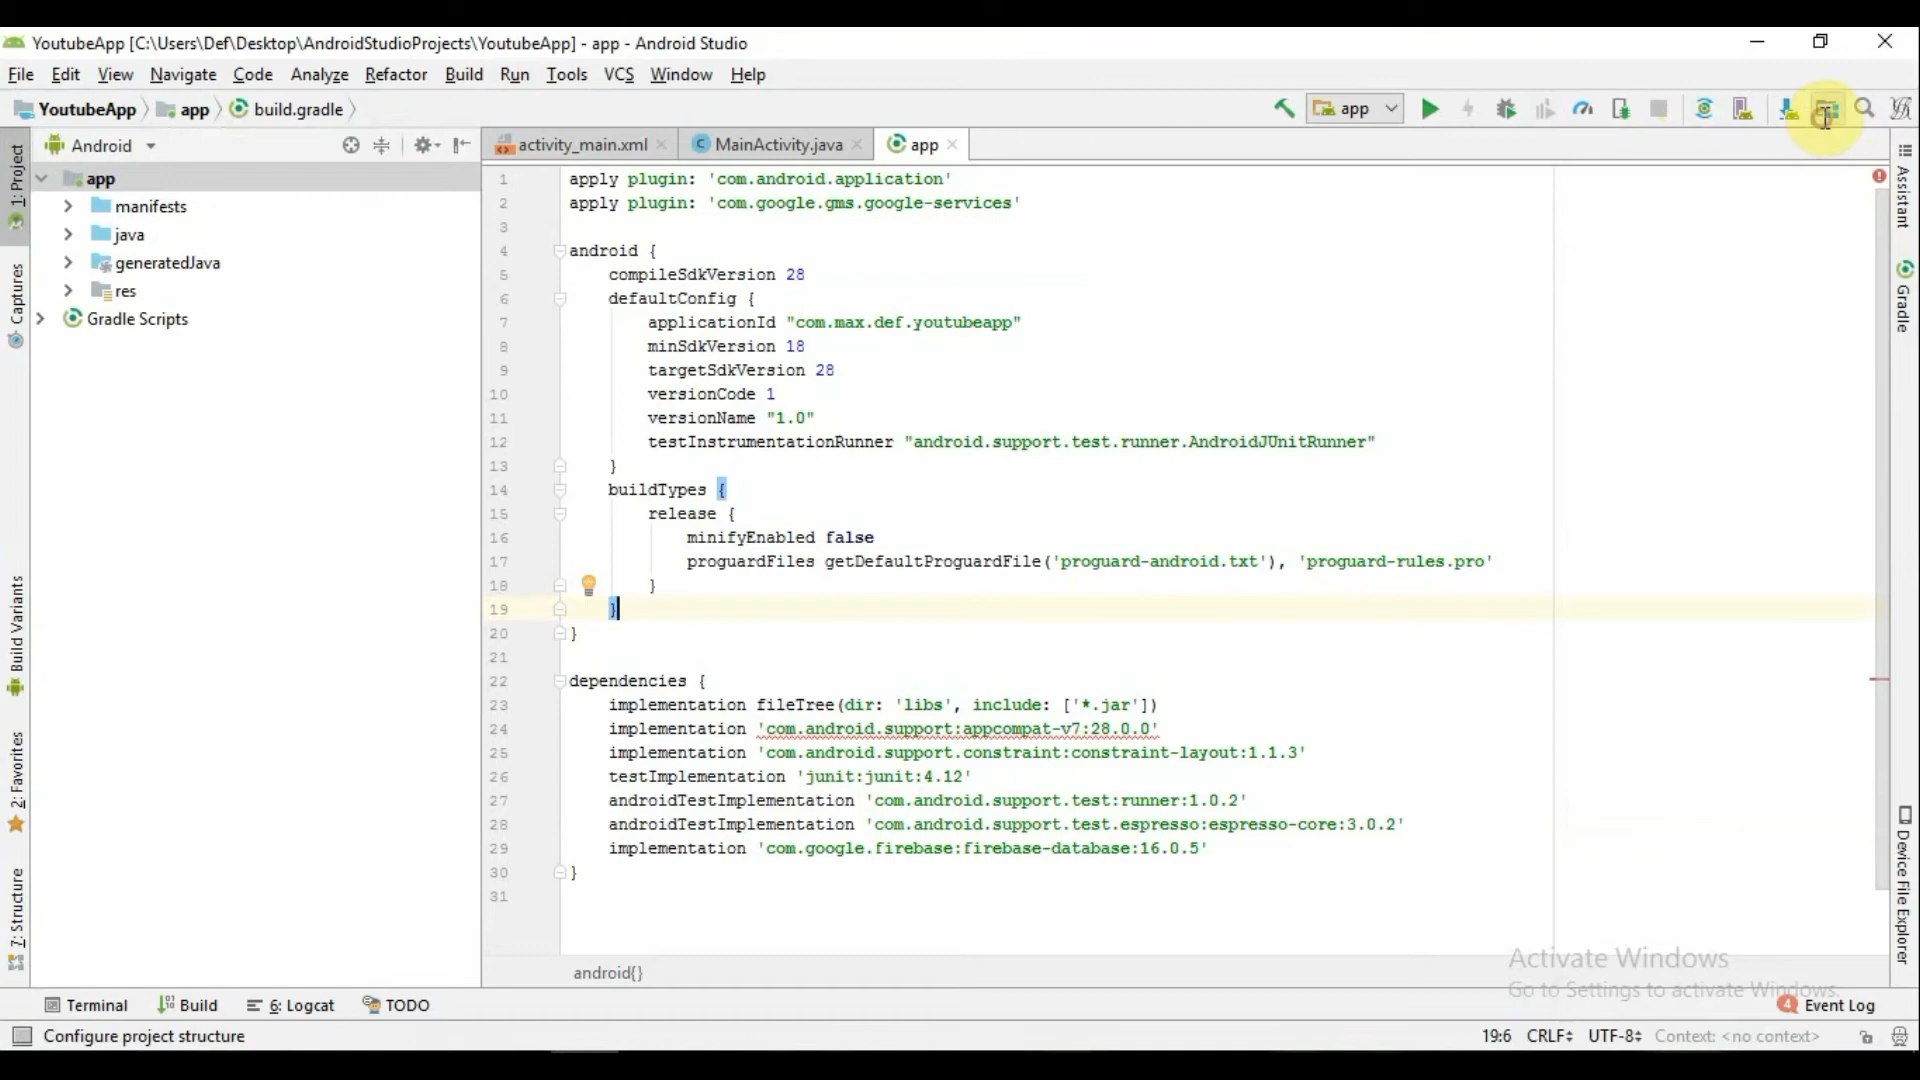 YoutubeApp [C:\Users\Def\Desktop\AndroidStudioProjects\YoutubeApp] - app - Android Studio
File Edit View Navigate Code Analyze Refactor Build Run Tools VCS Window Help
YoutubeApp app build.gradle app
Android
activity_main.xml MainActivity.java app
1: Project
Captures
Build Variants
2: Favorites
7: Structure
app
manifests
java
generatedJava
res
Gradle Scripts
1 apply plugin: 'com.android.application'
2 apply plugin: 'com.google.gms.google-services'
3
4 android {
5 compileSdkVersion 28
6 defaultConfig {
7 applicationId "com.max.def.youtubeapp"
8 minSdkVersion 18
9 targetSdkVersion 28
10 versionCode 1
11 versionName "1.0"
12 testInstrumentationRunner "android.support.test.runner.AndroidJUnitRunner"
13 }
14 buildTypes {
15 release {
16 minifyEnabled false
17 proguardFiles getDefaultProguardFile('proguard-android.txt'), 'proguard-rules.pro'
18 }
19 }
20 }
21
22 dependencies {
23 implementation fileTree(dir: 'libs', include: ['*.jar'])
24 implementation 'com.android.support:appcompat-v7:28.0.0'
25 implementation 'com.android.support.constraint:constraint-layout:1.1.3'
26 testImplementation 'junit:junit:4.12'
27 androidTestImplementation 'com.android.support.test:runner:1.0.2'
28 androidTestImplementation 'com.android.support.test.espresso:espresso-core:3.0.2'
29 implementation 'com.google.firebase:firebase-database:16.0.5'
30 }
31
android{}
Assistant
Gradle
Device File Explorer
Activate Windows
Go to Settings to activate Windows.
Terminal Build 6: Logcat TODO 4 Event Log
Configure project structure 19:6 CRLF UTF-8 Context: <no context>